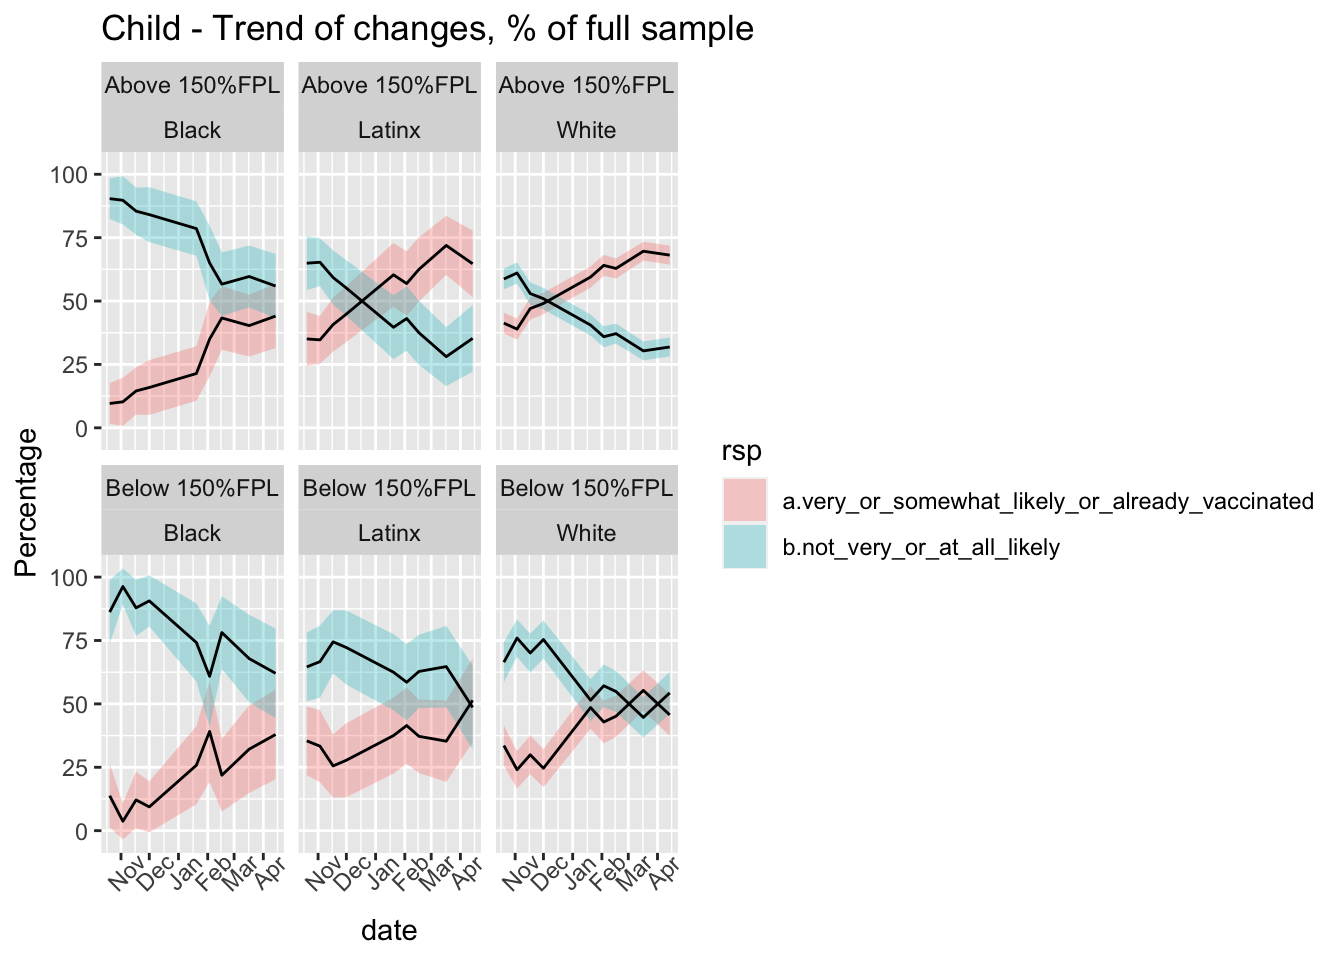 Child - Trend of changes, % of full sample
Above 150%FPL
Above 150%FPL
Above 150%FPL
Black
Latinx
White
100
75
50
25
0
Percentage
Below 150%FPL
Below 150%FPL
Below 150%FPL
Black
Latinx
White
100
75
50
25
0
Nov
Dec
Jan
Feb
Mar
Apr
Nov
Dec
Jan
Feb
Mar
Apr
Nov
Dec
Jan
Feb
Mar
Apr
date
rsp
a.very_or_somewhat_likely_or_already_vaccinated
b.not_very_or_at_all_likely